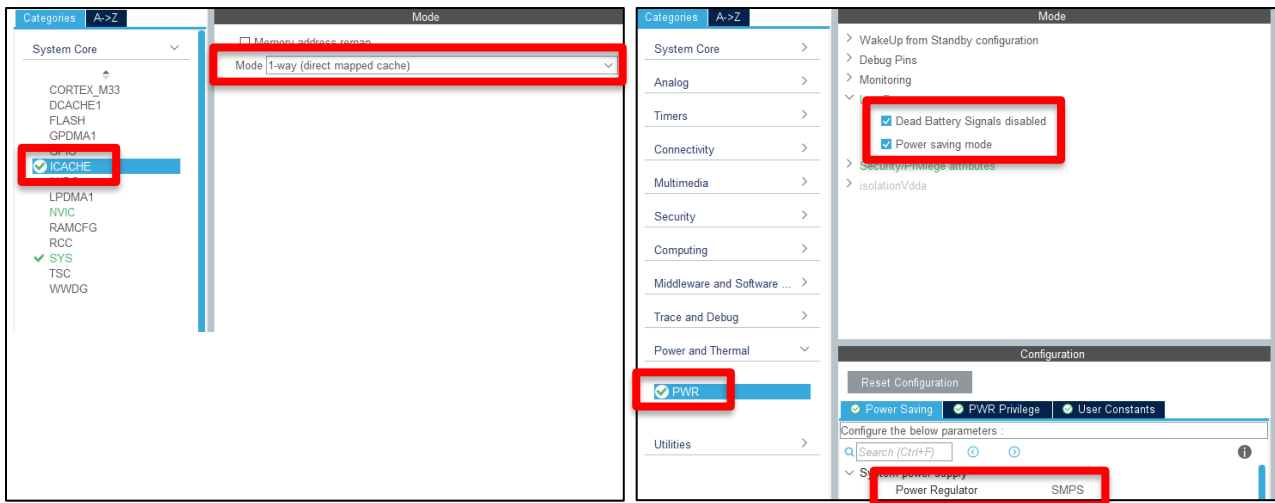 Categories A->Z
Mode
System Core
CORTEX_M33
DCACHE1
FLASH
GPDMA1
ICACHE
LPDMA1
NVIC
RAMCFG
RCC
SYS
TSC
WWDG
Memory address remap
Mode 1-way (direct mapped cache)
Categories A->Z
System Core
Analog
Timers
Connectivity
Multimedia
Security
Computing
Middleware and Software ...
Trace and Debug
Power and Thermal
PWR
Utilities
Mode
WakeUp from Standby configuration
Debug Pins
Monitoring
Dead Battery Signals disabled
Power saving mode
Security/Privilege attributes
isolationVdda
Configuration
Reset Configuration
Power Saving PWR Privilege User Constants
Configure the below parameters :
Search (Ctrl+F)
System power supply
Power Regulator SMPS